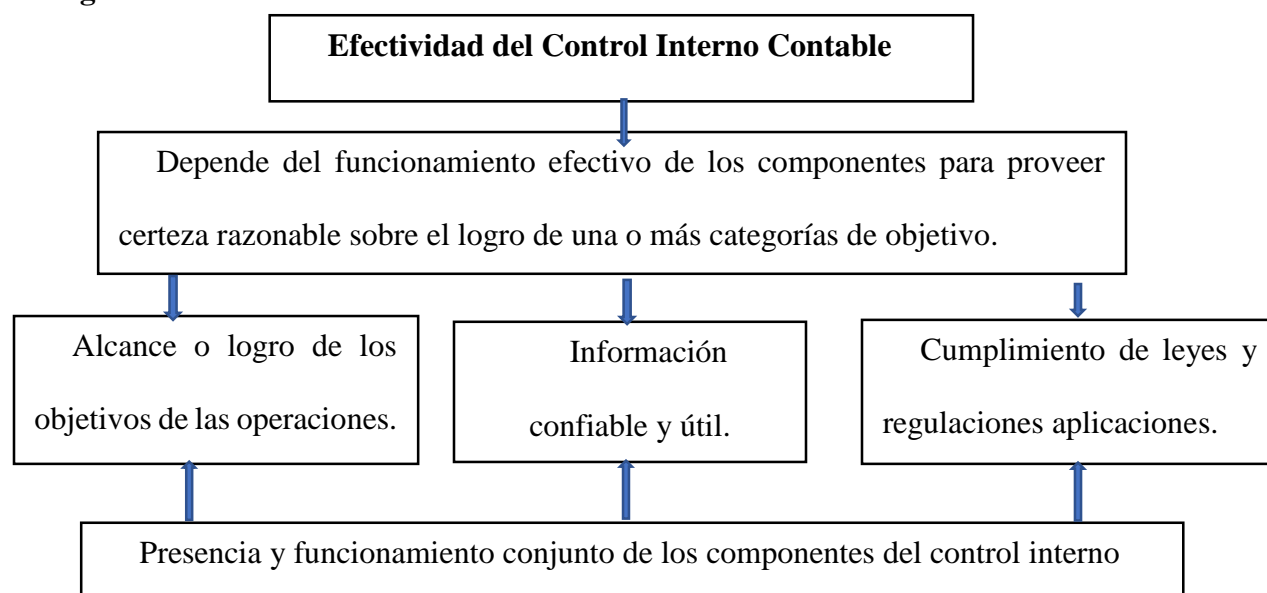 Efectividad del Control Interno Contable
Depende del funcionamiento efectivo de los componentes para proveer
certeza razonable sobre el logro de una o más categorías de objetivo.
Alcance o logro de los
objetivos de las operaciones.
Información
confiable y útil.
Cumplimiento de leyes y
regulaciones aplicaciones.
Presencia y funcionamiento conjunto de los componentes del control interno